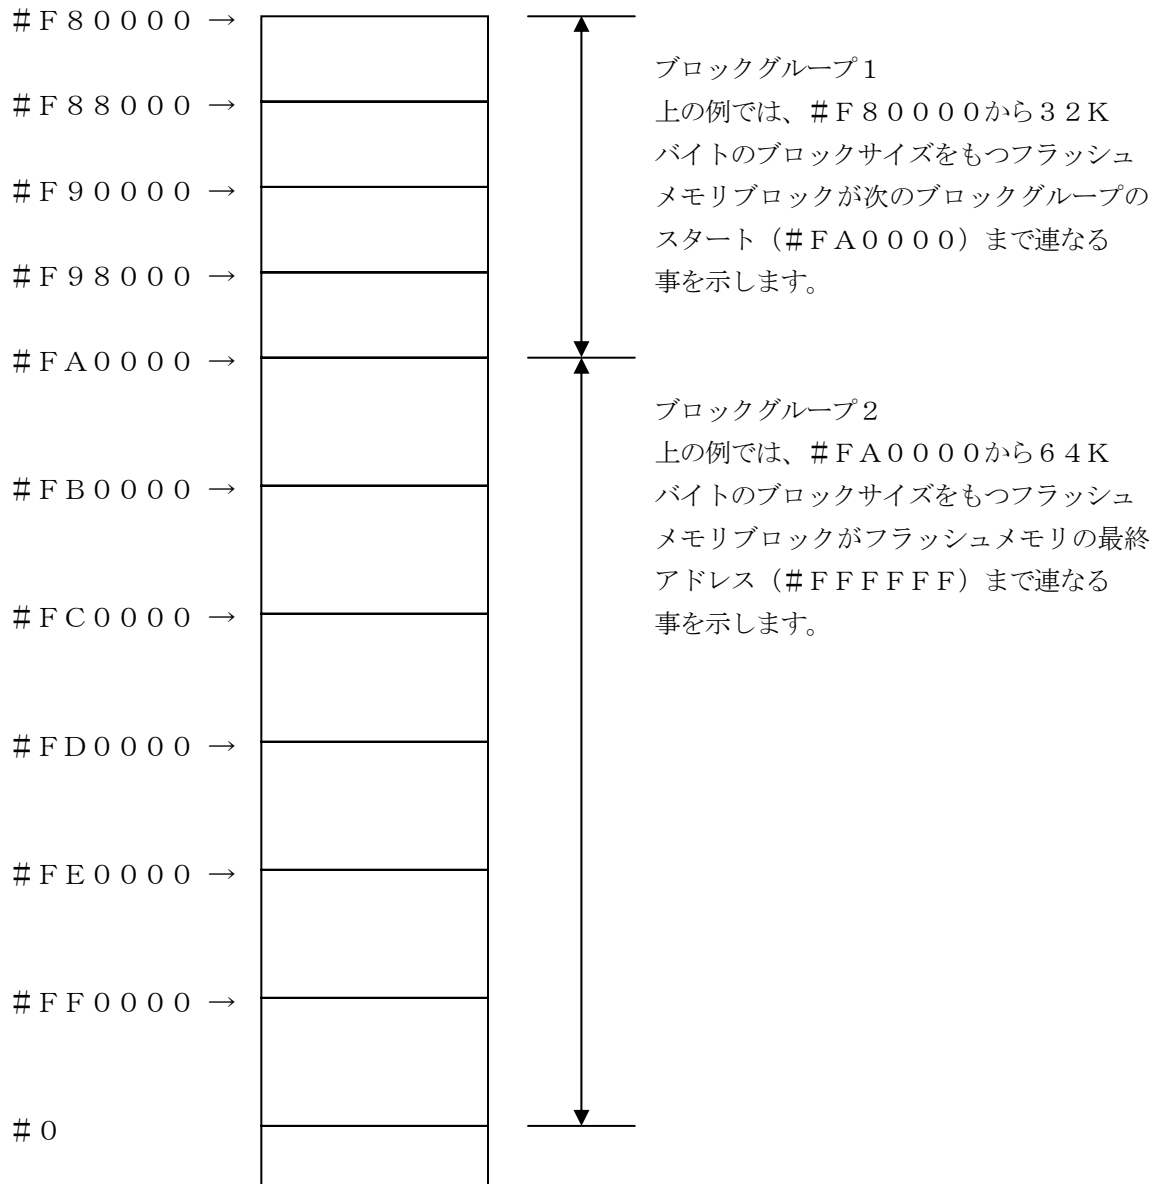 #F80000 →
ブロックグループ1
#F88000 →
上の例では、#F80000から32K
バイトのブロックサイズをもつフラッシュ
#F90000 →
メモリブロックが次のブロックグループの
スタート(#FA0000)まで連なる
#F98000 →
事を示します。
#FA0000 →
ブロックグループ2
上の例では、#FA0000から64K
#FB0000 →
バイトのブロックサイズをもつフラッシュ
メモリブロックがフラッシュメモリの最終
アドレス(#FFFFFF)まで連なる
#FC0000 →
事を示します。
#FD0000 →
#FE0000 →
#FF0000 →
#0